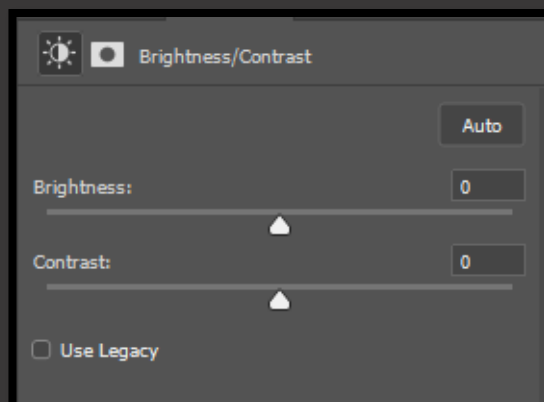 Brightness/Contrast
Auto
Brightness: 0
Contrast: 0
Use Legacy